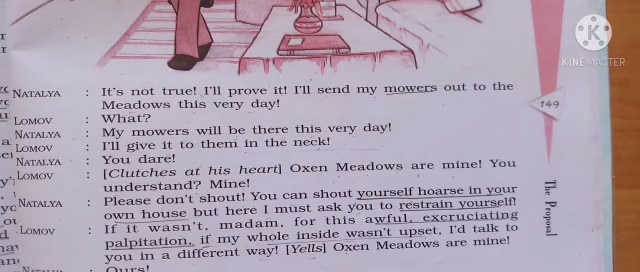 KINEMASTER
NATALYA : It's not true! I'll prove it! I'll send my mowers out to the
Meadows this very day!
LOMOV : What?
NATALYA : My mowers will be there this very day!
LOMOV : I'll give it to them in the neck!
NATALYA : You dare!
LOMOV : [Clutches at his heart] Oxen Meadows are mine! You
understand? Mine!
NATALYA : Please don't shout! You can shout yourself hoarse in your
own house but here I must ask you to restrain yourself!
LOMOV : If it wasn't, madam, for this awful, excruciating
palpitation, if my whole inside wasn't upset, I'd talk to
you in a different way! [Yells] Oxen Meadows are mine!
NATALYA : Ours!
149
The Proposal